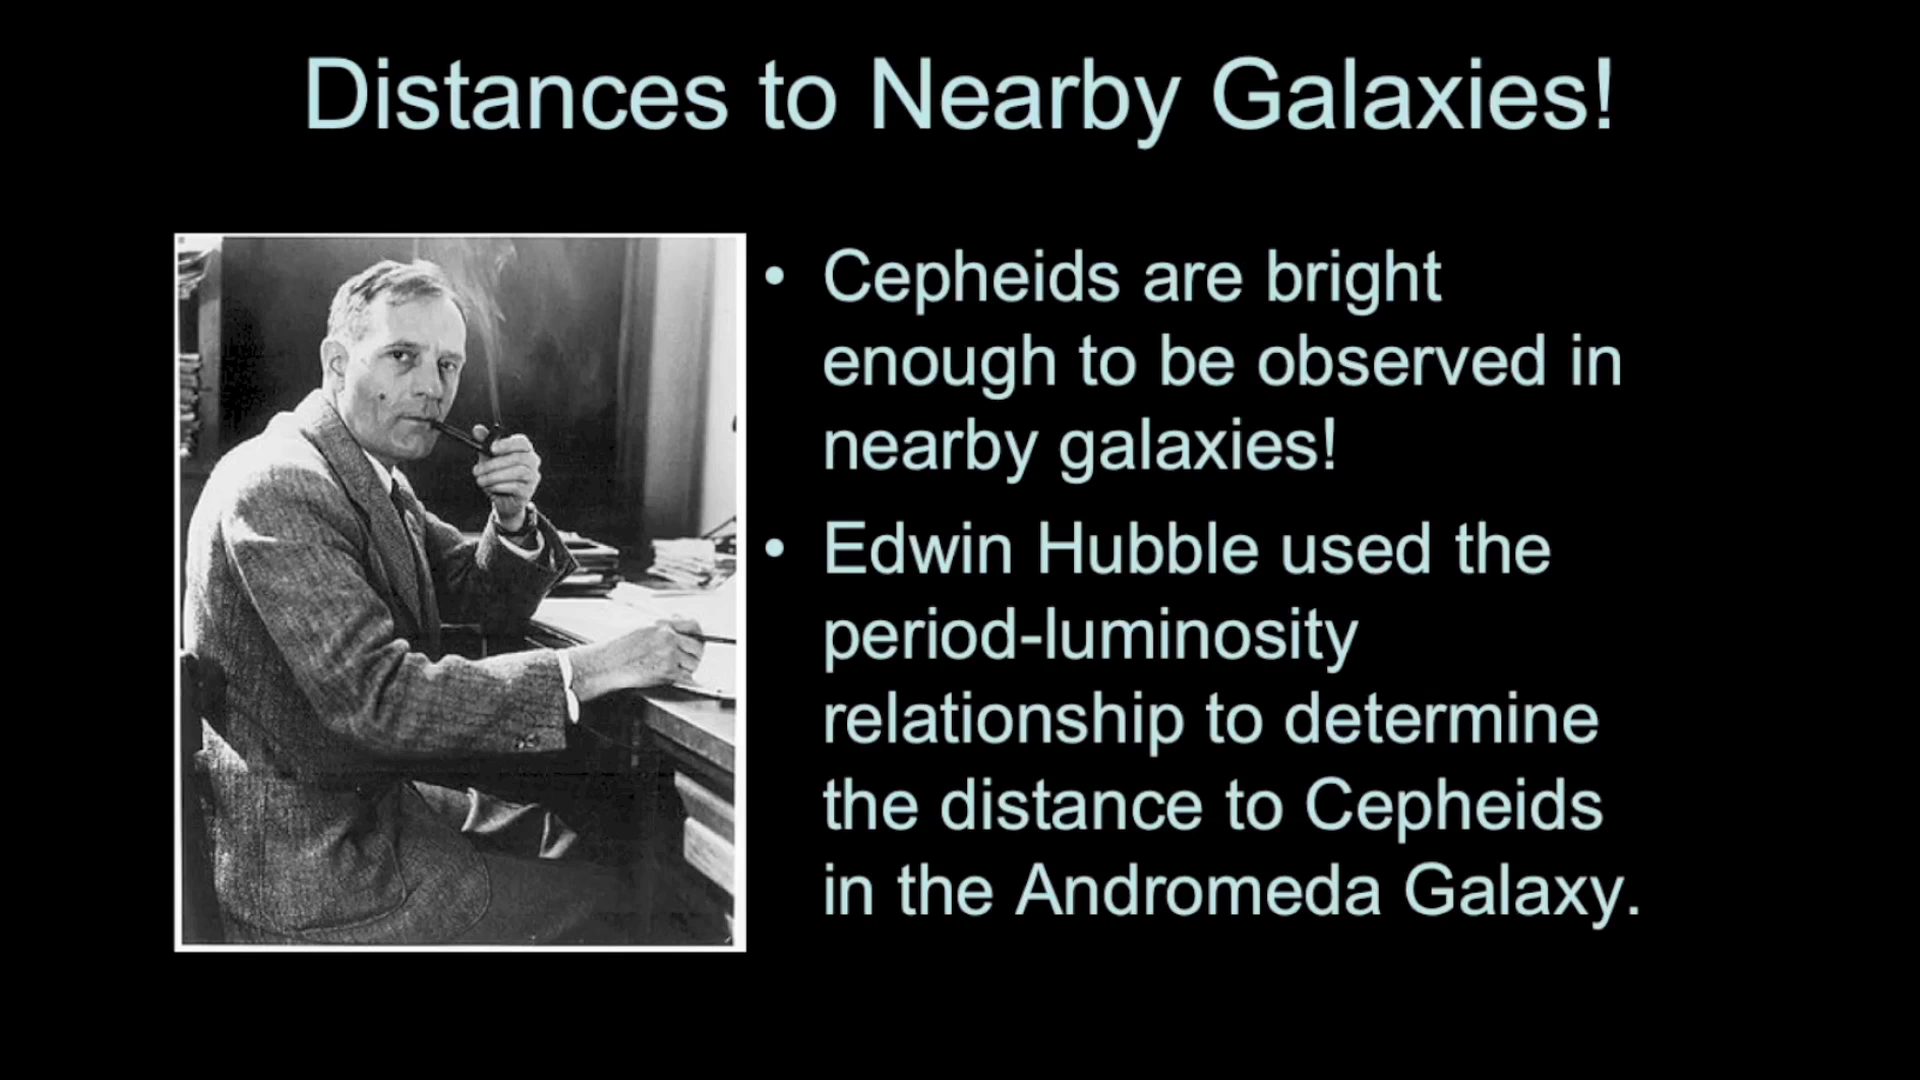 Distances to Nearby Galaxies!
• Cepheids are bright
enough to be observed in
nearby galaxies!
• Edwin Hubble used the
period-luminosity
relationship to determine
the distance to Cepheids
in the Andromeda Galaxy.